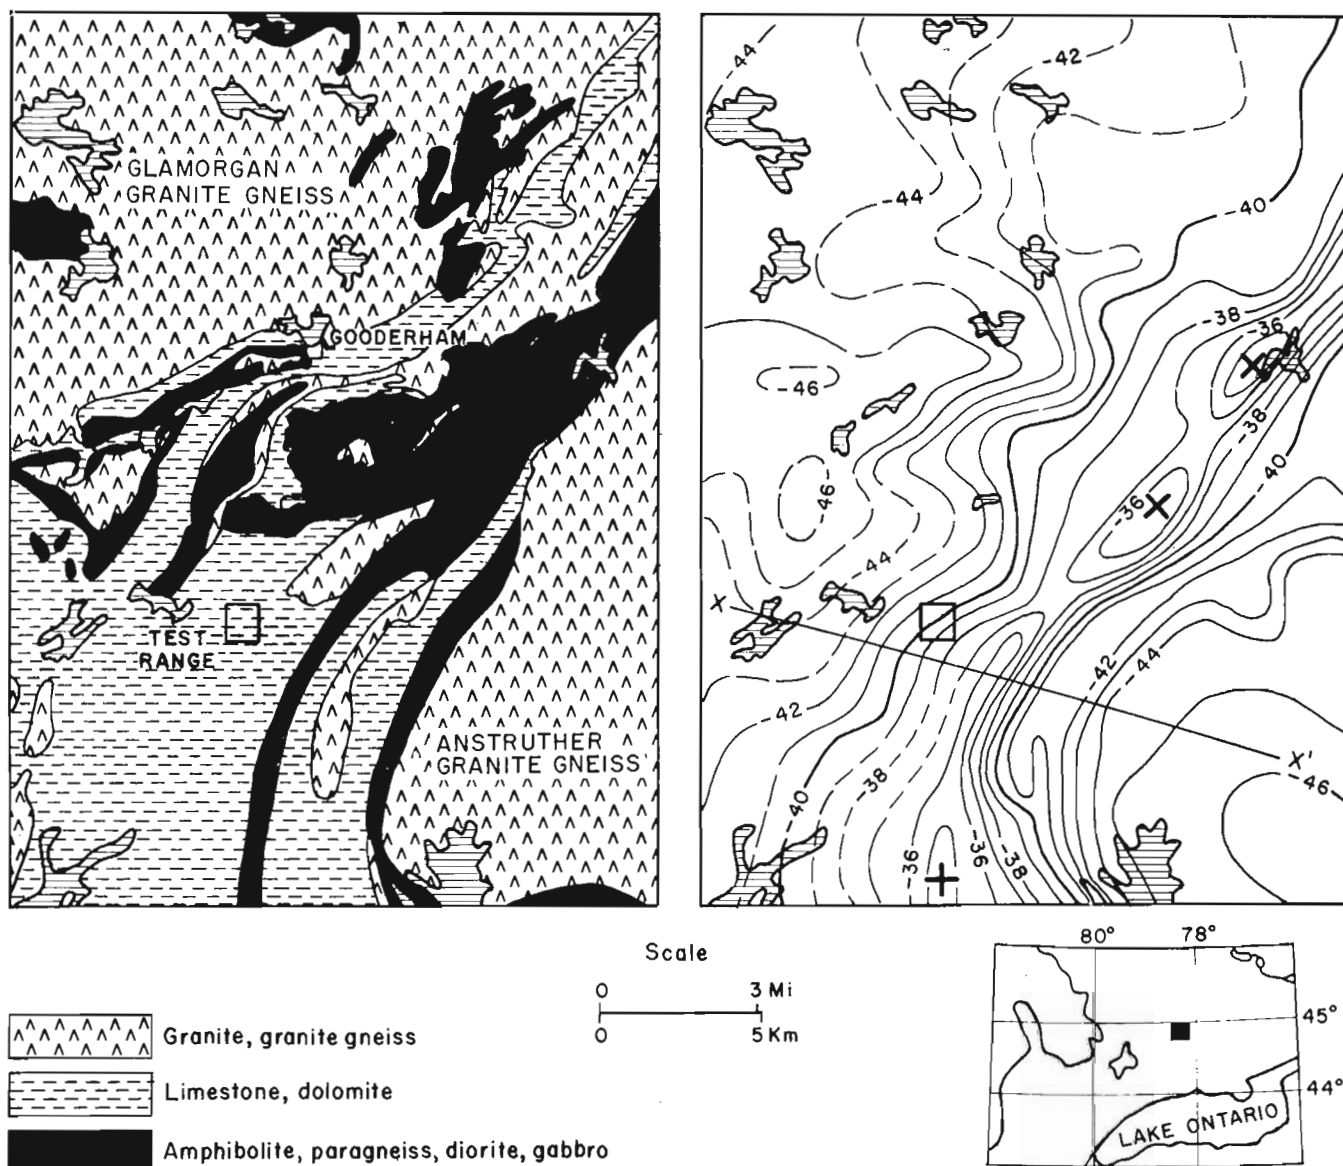 GLAMORGAN
GRANITE GNEISS
GOODERHAM
TEST
RANGE
ANSTRUTHER
GRANITE GNEISS
-44
-42
-44
-40
-38
-36
-46
-38
-46
-36
-40
-44
X
-42
-44
-42
X'
-46
-40
-38
-36
-36
-38
Scale
0 3 Mi
0 5 Km
Granite, granite gneiss
Limestone, dolomite
Amphibolite, paragneiss, diorite, gabbro
80° 78°
45°
44°
LAKE ONTARIO